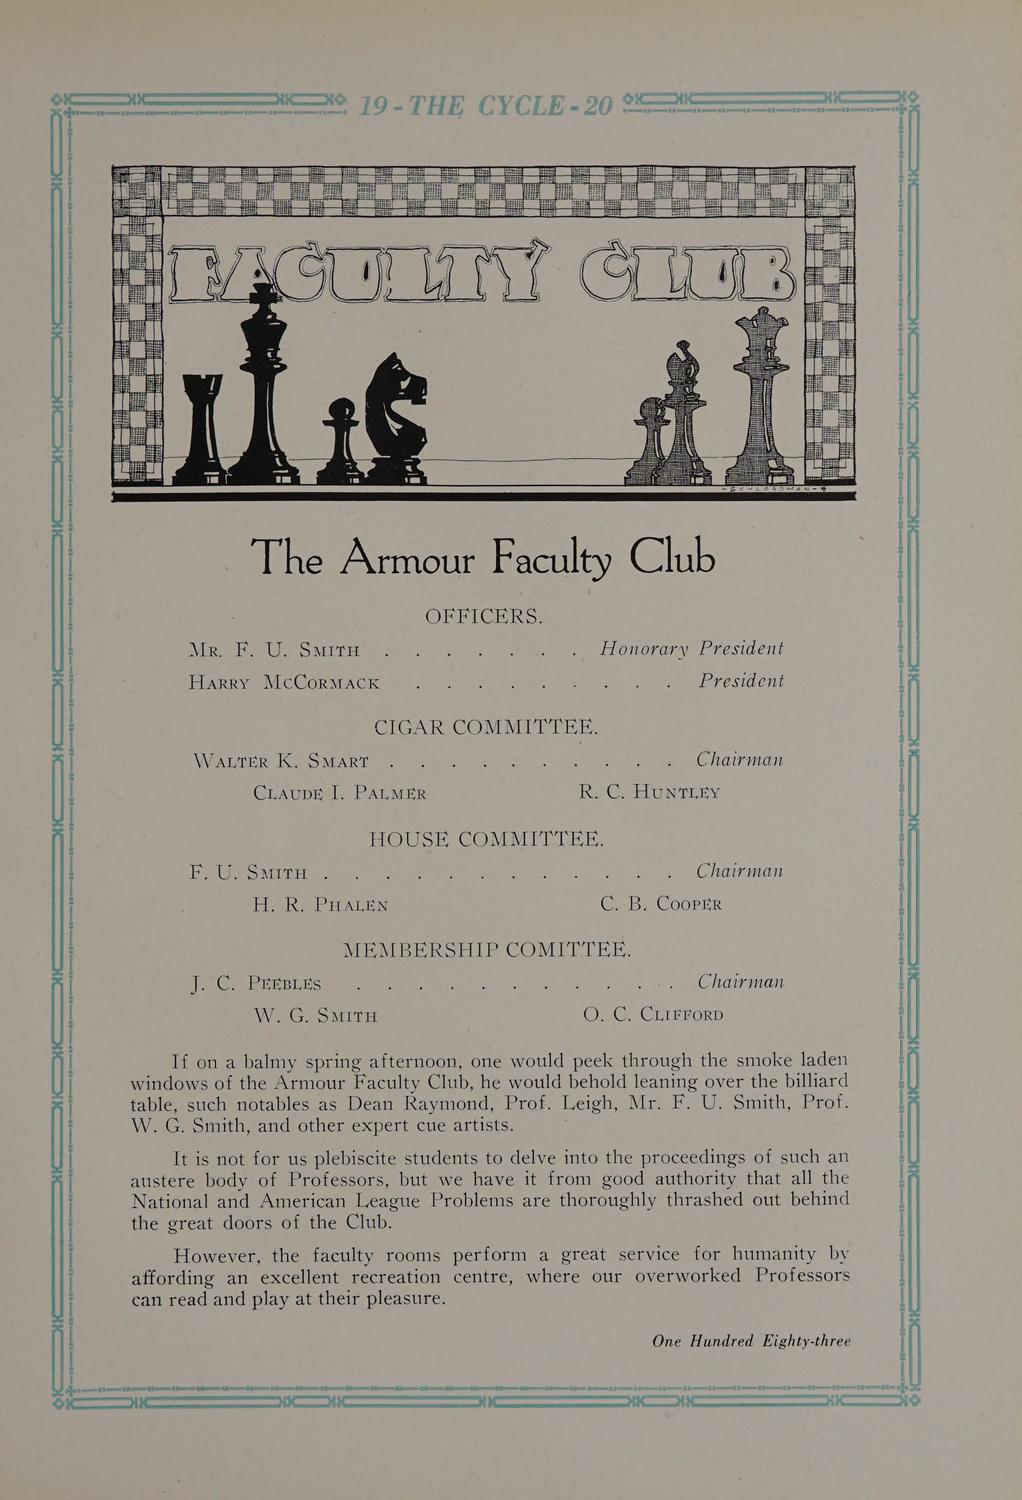 19-THE CYCLE-20
FACULTY CLUB
-SCHLOSSMAN-
The Armour Faculty Club
OFFICERS.
Mr. F. U. Smith . . . . . . . Honorary President
Harry McCormack . . . . . . . . . President
CIGAR COMMITTEE.
Walter K. Smart . . . . . . . . . . Chairman
Claude I. Palmer R. C. Huntley
HOUSE COMMITTEE.
F. U. Smith . . . . . . . . . . . . Chairman
H. R. Phalen C. B. Cooper
MEMBERSHIP COMITTEE.
J. C. Peebles . . . . . . . . . . . Chairman
W. G. Smith O. C. Clifford
If on a balmy spring afternoon, one would peek through the smoke laden
windows of the Armour Faculty Club, he would behold leaning over the billiard
table, such notables as Dean Raymond, Prof. Leigh, Mr. F. U. Smith, Prof.
W. G. Smith, and other expert cue artists.
It is not for us plebiscite students to delve into the proceedings of such an
austere body of Professors, but we have it from good authority that all the
National and American League Problems are thoroughly thrashed out behind
the great doors of the Club.
However, the faculty rooms perform a great service for humanity by
affording an excellent recreation centre, where our overworked Professors
can read and play at their pleasure.
One Hundred Eighty-three